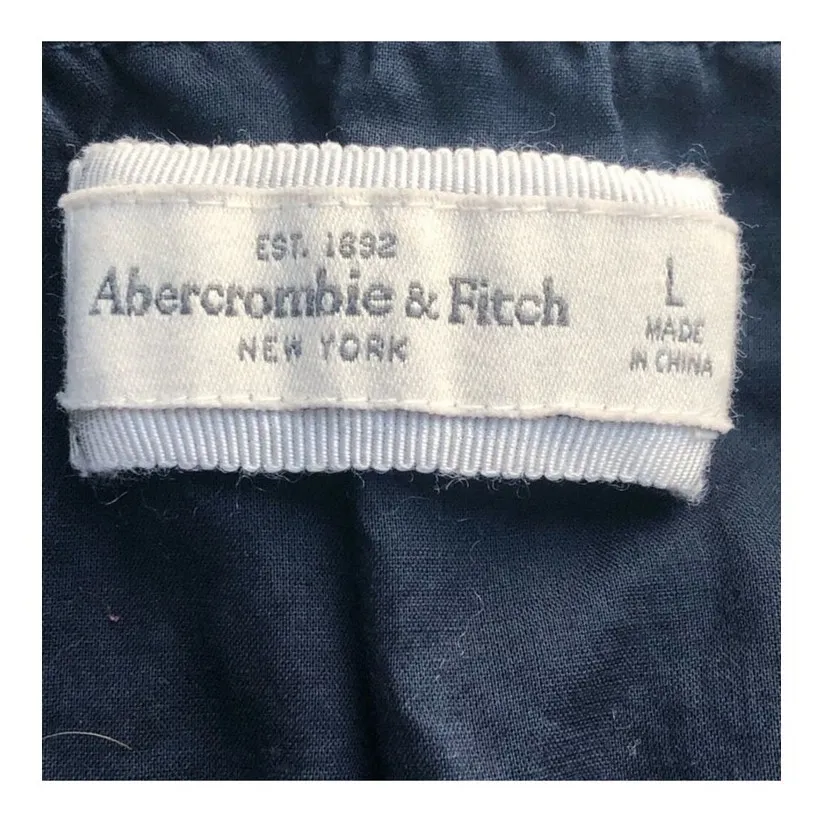 EST. 1892
Abercrombie & Fitch
NEW YORK
L
MADE
IN CHINA